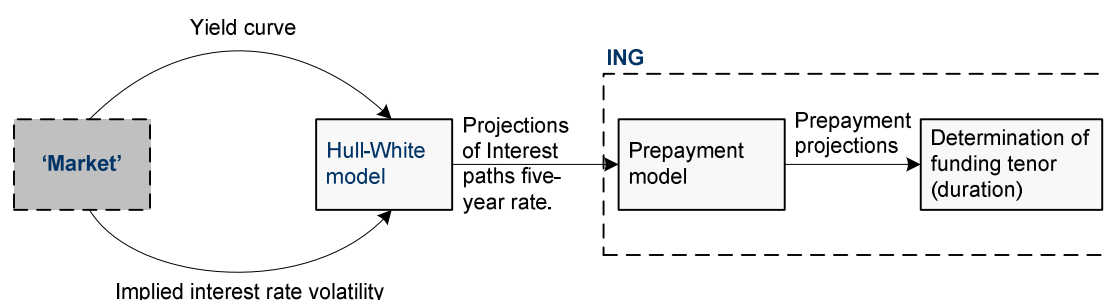 Yield curve
ING
‘Market’
Hull-White
model
Projections
of Interest
paths five-
year rate.
Prepayment
model
Prepayment
projections
Determination of
funding tenor
(duration)
Implied interest rate volatility